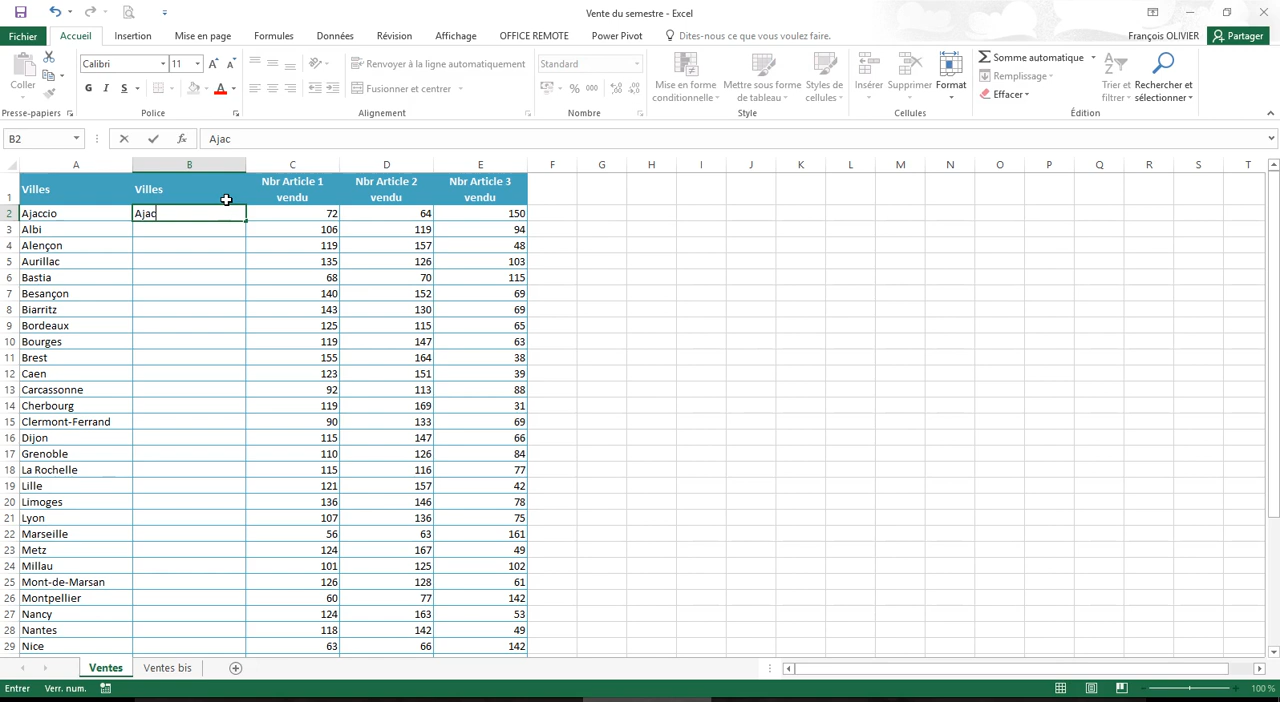 Vente du semestre - Excel
Fichier Accueil Insertion Mise en page Formules Données Révision Affichage OFFICE REMOTE Power Pivot Dites-nous ce que vous voulez faire. François OLIVIER Partager
Coller
Presse-papiers
Calibri 11
G I S
Police
Renvoyer à la ligne automatiquement
Fusionner et centrer
Alignement
Standard
% 000
Nombre
Mise en forme conditionnelle
Mettre sous forme de tableau
Styles de cellules
Style
Insérer Supprimer Format
Cellules
Somme automatique
Remplissage
Effacer
Trier et filtrer
Rechercher et sélectionner
Édition
B2 fx Ajac
A B C D E F G H I J K L M N O P Q R S T
1 Villes Villes Nbr Article 1 vendu Nbr Article 2 vendu Nbr Article 3 vendu
2 Ajaccio Ajac 72 64 150
3 Albi 106 119 94
4 Alençon 119 157 48
5 Aurillac 135 126 103
6 Bastia 68 70 115
7 Besançon 140 152 69
8 Biarritz 143 130 69
9 Bordeaux 125 115 65
10 Bourges 119 147 63
11 Brest 155 164 38
12 Caen 123 151 39
13 Carcassonne 92 113 88
14 Cherbourg 119 169 31
15 Clermont-Ferrand 90 133 69
16 Dijon 115 147 66
17 Grenoble 110 126 84
18 La Rochelle 115 116 77
19 Lille 121 157 42
20 Limoges 136 146 78
21 Lyon 107 136 75
22 Marseille 56 63 161
23 Metz 124 167 49
24 Millau 101 125 102
25 Mont-de-Marsan 126 128 61
26 Montpellier 60 77 142
27 Nancy 124 163 53
28 Nantes 118 142 49
29 Nice 63 66 142
Ventes Ventes bis
Entrer Verr. num. 100 %